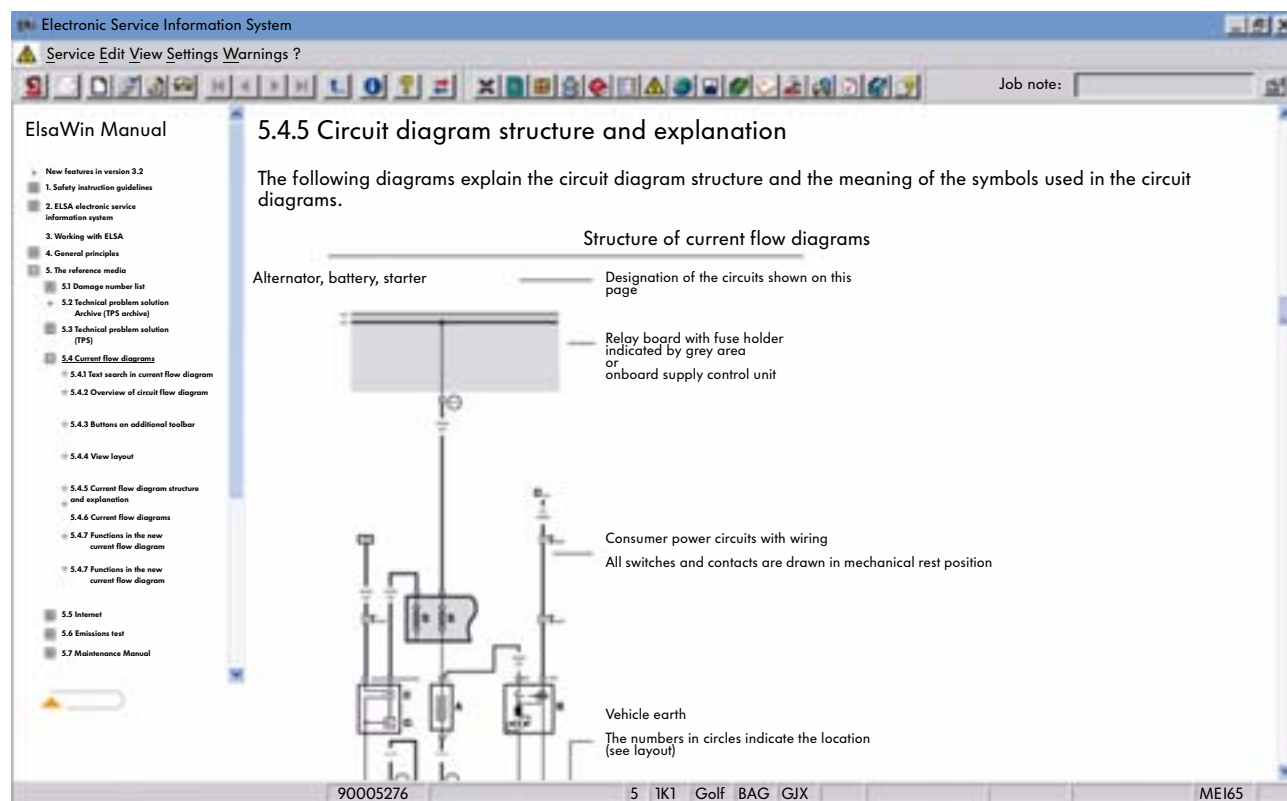 Electronic Service Information System
Service Edit View Settings Warnings ?
Job note:
ElsaWin Manual
New features in version 3.2
1. Safety instruction guidelines
2. ELSA electronic service
information system
3. Working with ELSA
4. General principles
5. The reference media
5.1 Damage number list
5.2 Technical problem solution
Archive (TPS archive)
5.3 Technical problem solution
(TPS)
5.4 Current flow diagrams
5.4.1 Text search in current flow diagram
5.4.2 Overview of circuit flow diagram
5.4.3 Buttons on additional toolbar
5.4.4 View layout
5.4.5 Current flow diagram structure
and explanation
5.4.6 Current flow diagrams
5.4.7 Functions in the new
current flow diagram
5.4.7 Functions in the new
current flow diagram
5.5 Internet
5.6 Emissions test
5.7 Maintenance Manual
5.4.5 Circuit diagram structure and explanation
The following diagrams explain the circuit diagram structure and the meaning of the symbols used in the circuit
diagrams.
Structure of current flow diagrams
Alternator, battery, starter
Designation of the circuits shown on this
page
Relay board with fuse holder
indicated by grey area
or
onboard supply control unit
Consumer power circuits with wiring
All switches and contacts are drawn in mechanical rest position
A
Vehicle earth
The numbers in circles indicate the location
(see layout)
90005276 5 1K1 Golf BAG GJX MEI65